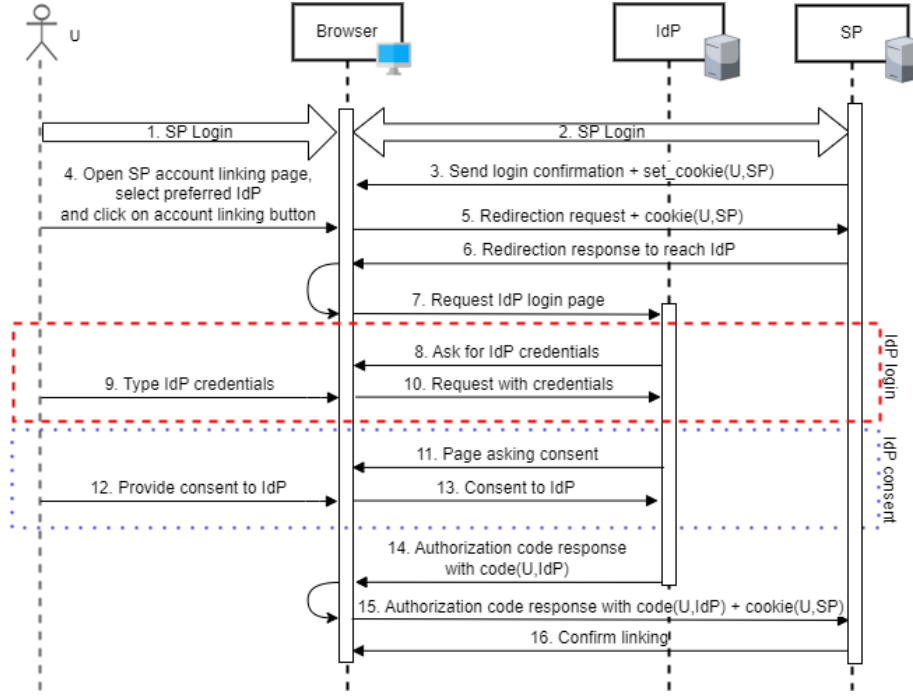 U
Browser
IdP
SP
1. SP Login
2. SP Login
3. Send login confirmation + set_cookie(U,SP)
4. Open SP account linking page,
select preferred IdP
and click on account linking button
5. Redirection request + cookie(U,SP)
6. Redirection response to reach IdP
7. Request IdP login page
8. Ask for IdP credentials
9. Type IdP credentials
10. Request with credentials
IdP login
11. Page asking consent
12. Provide consent to IdP
13. Consent to IdP
IdP consent
14. Authorization code response
with code(U,IdP)
15. Authorization code response with code(U,IdP) + cookie(U,SP)
16. Confirm linking